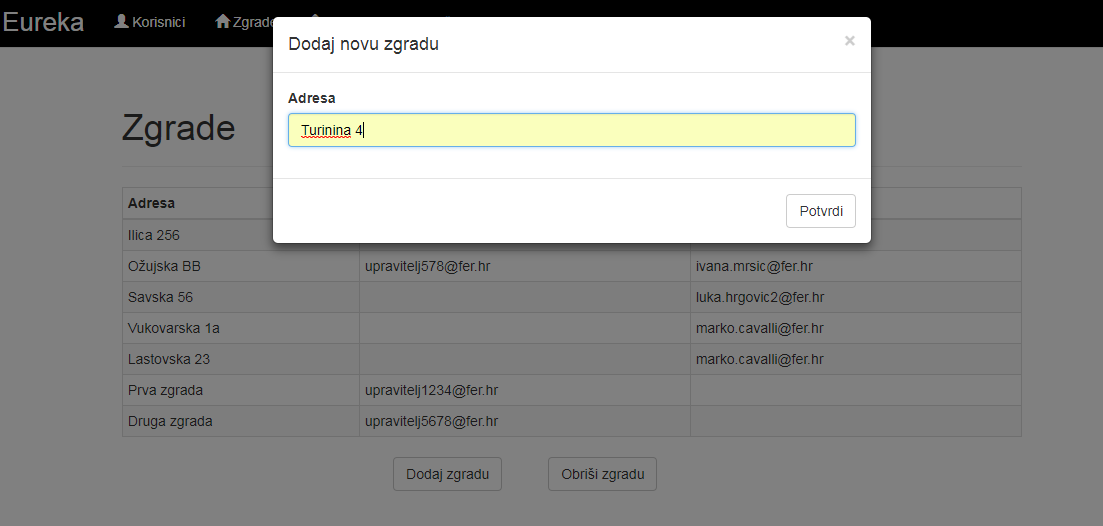 Eureka Korisnici Zgrade
Dodaj novu zgradu ×
Adresa
Turinina 4
Potvrdi
Zgrade
Adresa
Ilica 256
Ožujska BB upravitelj578@fer.hr ivana.mrsic@fer.hr
Savska 56 luka.hrgovic2@fer.hr
Vukovarska 1a marko.cavalli@fer.hr
Lastovska 23 marko.cavalli@fer.hr
Prva zgrada upravitelj1234@fer.hr
Druga zgrada upravitelj5678@fer.hr
Dodaj zgradu Obriši zgradu